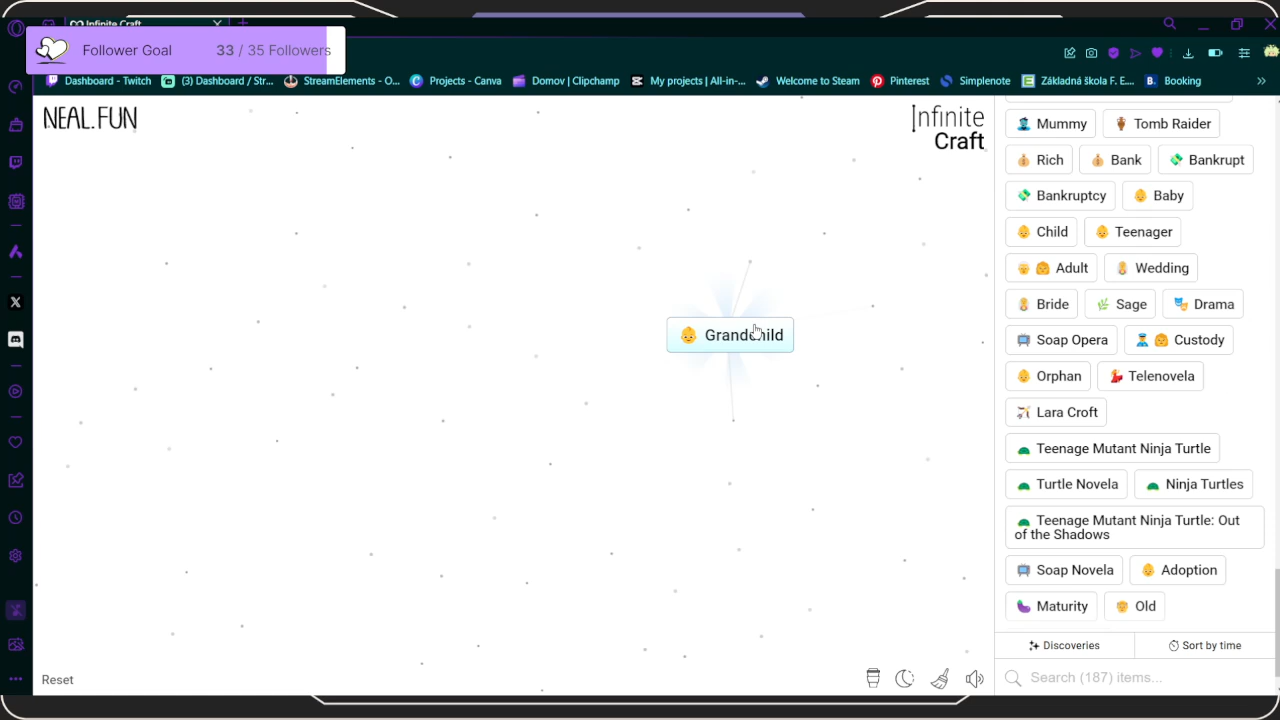 Infinite Craft
Follower Goal 33 / 35 Followers
Dashboard - Twitch
(3) Dashboard / Str...
StreamElements - O...
Projects - Canva
Domov | Clipchamp
My projects | All-in-...
Welcome to Steam
Pinterest
Simplenote
Základná škola F. E...
B. Booking
NEAL.FUN
Infinite
Craft
Mummy Tomb Raider
Rich Bank Bankrupt
Bankruptcy Baby
Child Teenager
Adult Wedding
Bride Sage Drama
Soap Opera Custody
Orphan Telenovela
Lara Croft
Teenage Mutant Ninja Turtle
Turtle Novela Ninja Turtles
Teenage Mutant Ninja Turtle: Out
of the Shadows
Soap Novela Adoption
Maturity Old
Grandchild
Discoveries Sort by time
Search (187) items...
Reset